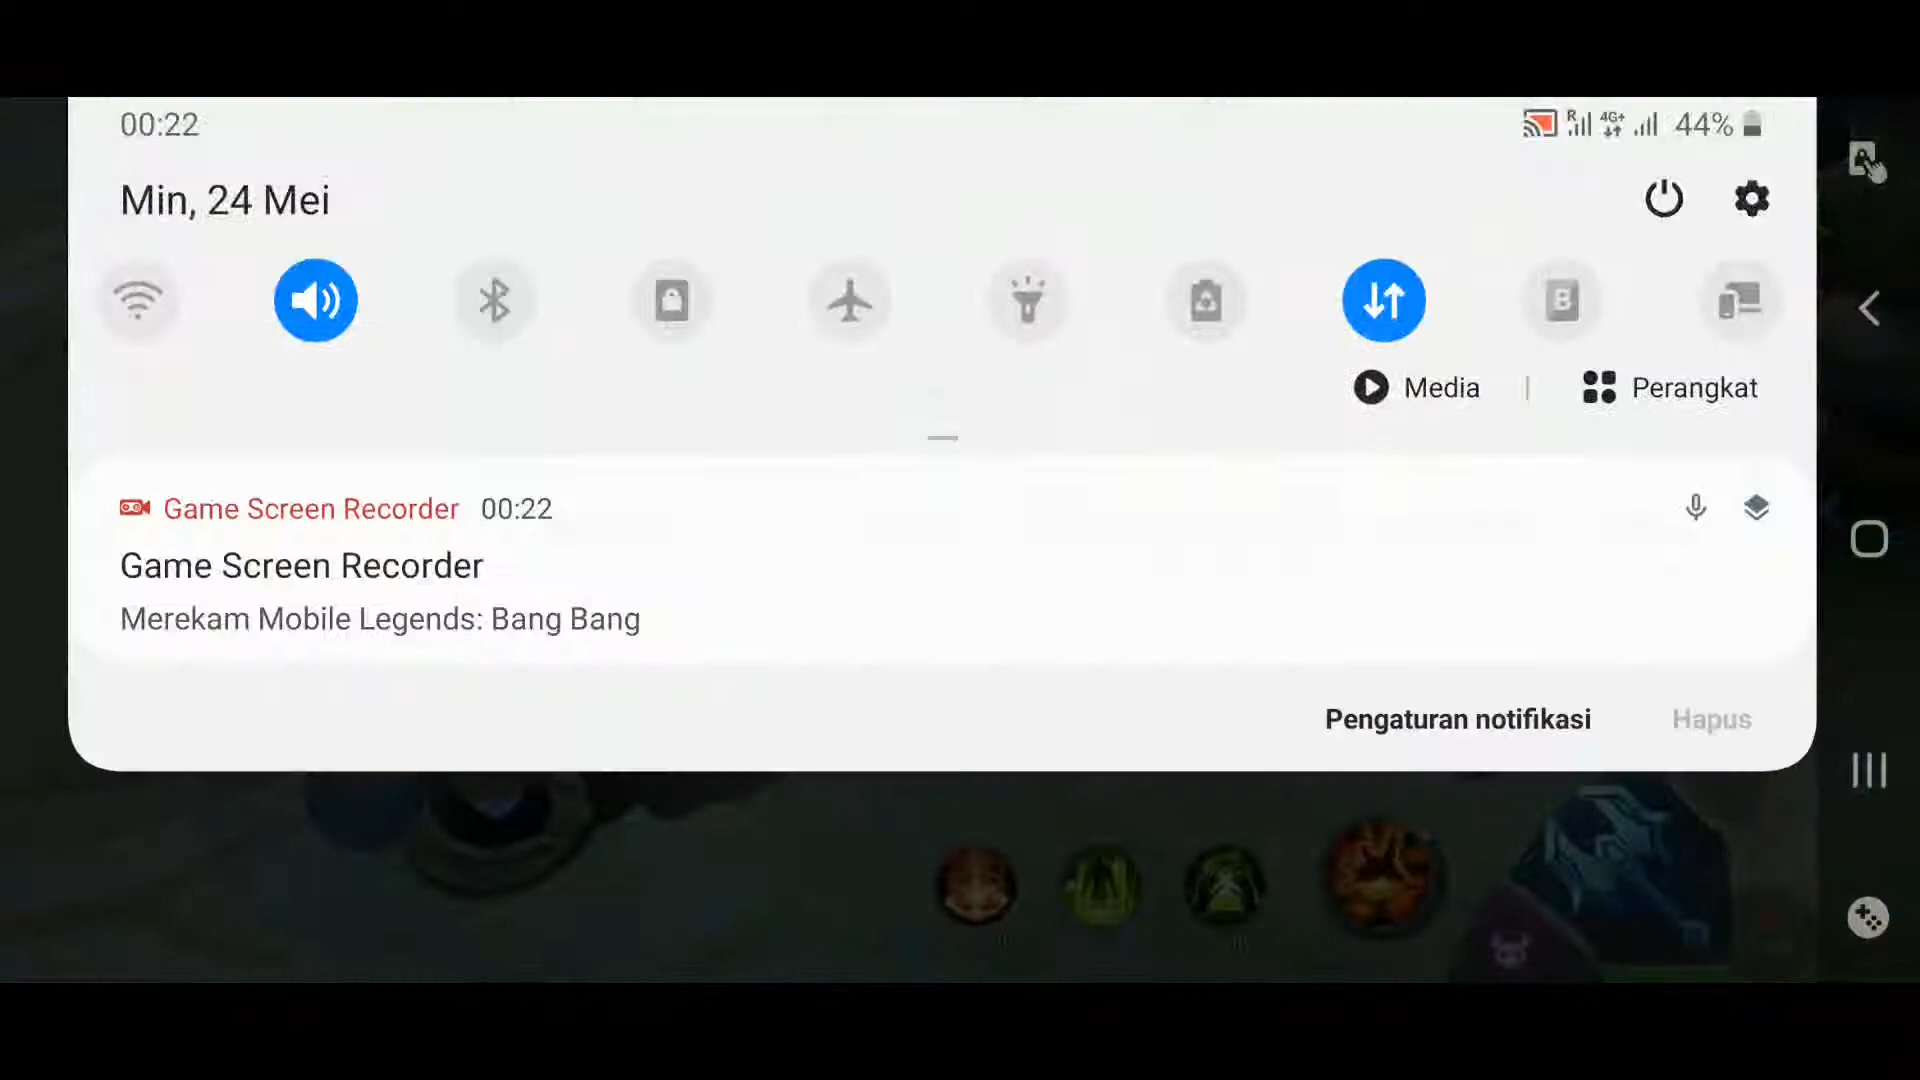 00:22
R 4G+ 44%
Min, 24 Mei
B
Media | Perangkat
Game Screen Recorder 00:22
Game Screen Recorder
Merekam Mobile Legends: Bang Bang
Pengaturan notifikasi Hapus